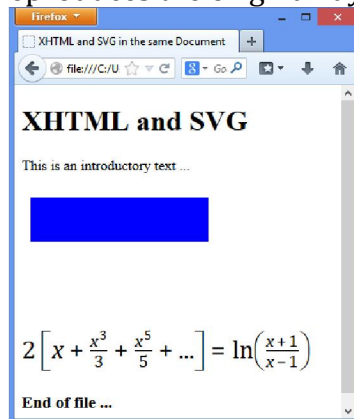 Firefox
XHTML and SVG in the same Document
file:///C:/U
Go
XHTML and SVG
This is an introductory text ...
2[x + x³/3 + x⁵/5 + ...] = ln((x+1)/(x−1))
End of file ...